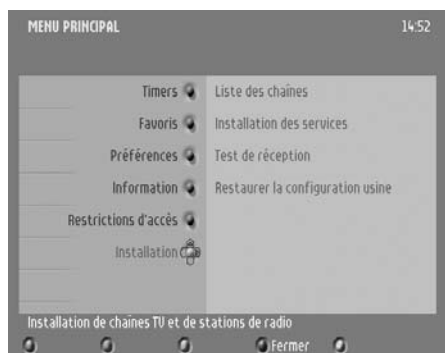 MENU PRINCIPAL 14:52
Timers Liste des chaînes
Favoris Installation des services
Préférences Test de réception
Information Restaurer la configuration usine
Restrictions d'accès
Installation
Installation de chaînes TV et de stations de radio
Fermer